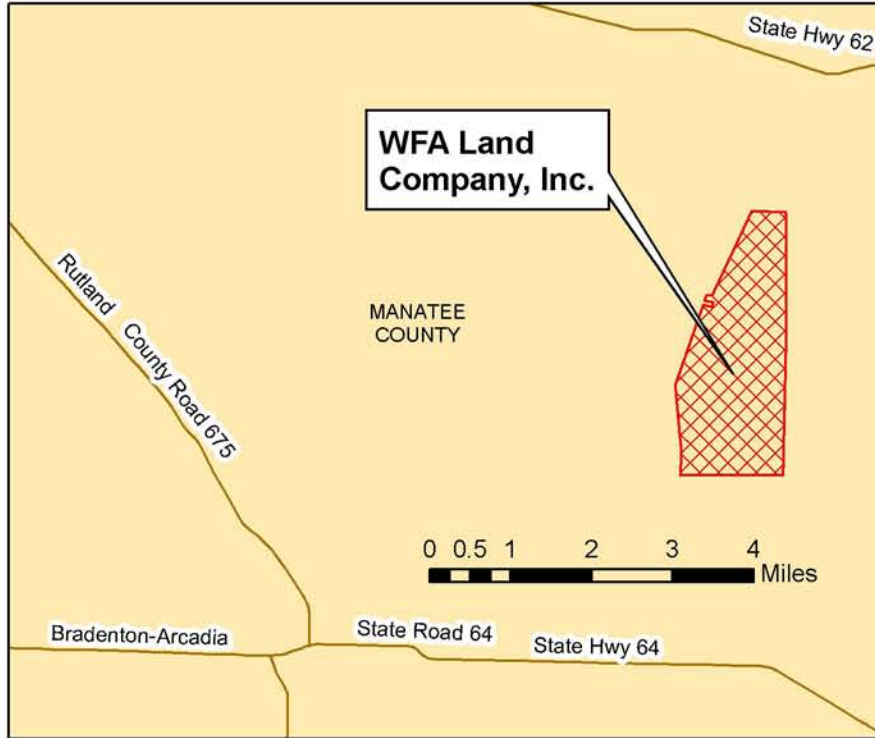 State Hwy 62
WFA Land
Company, Inc.
MANATEE
COUNTY
Rutland County Road 675
0 0.5 1 2 3 4
Miles
Bradenton-Arcadia
State Road 64
State Hwy 64